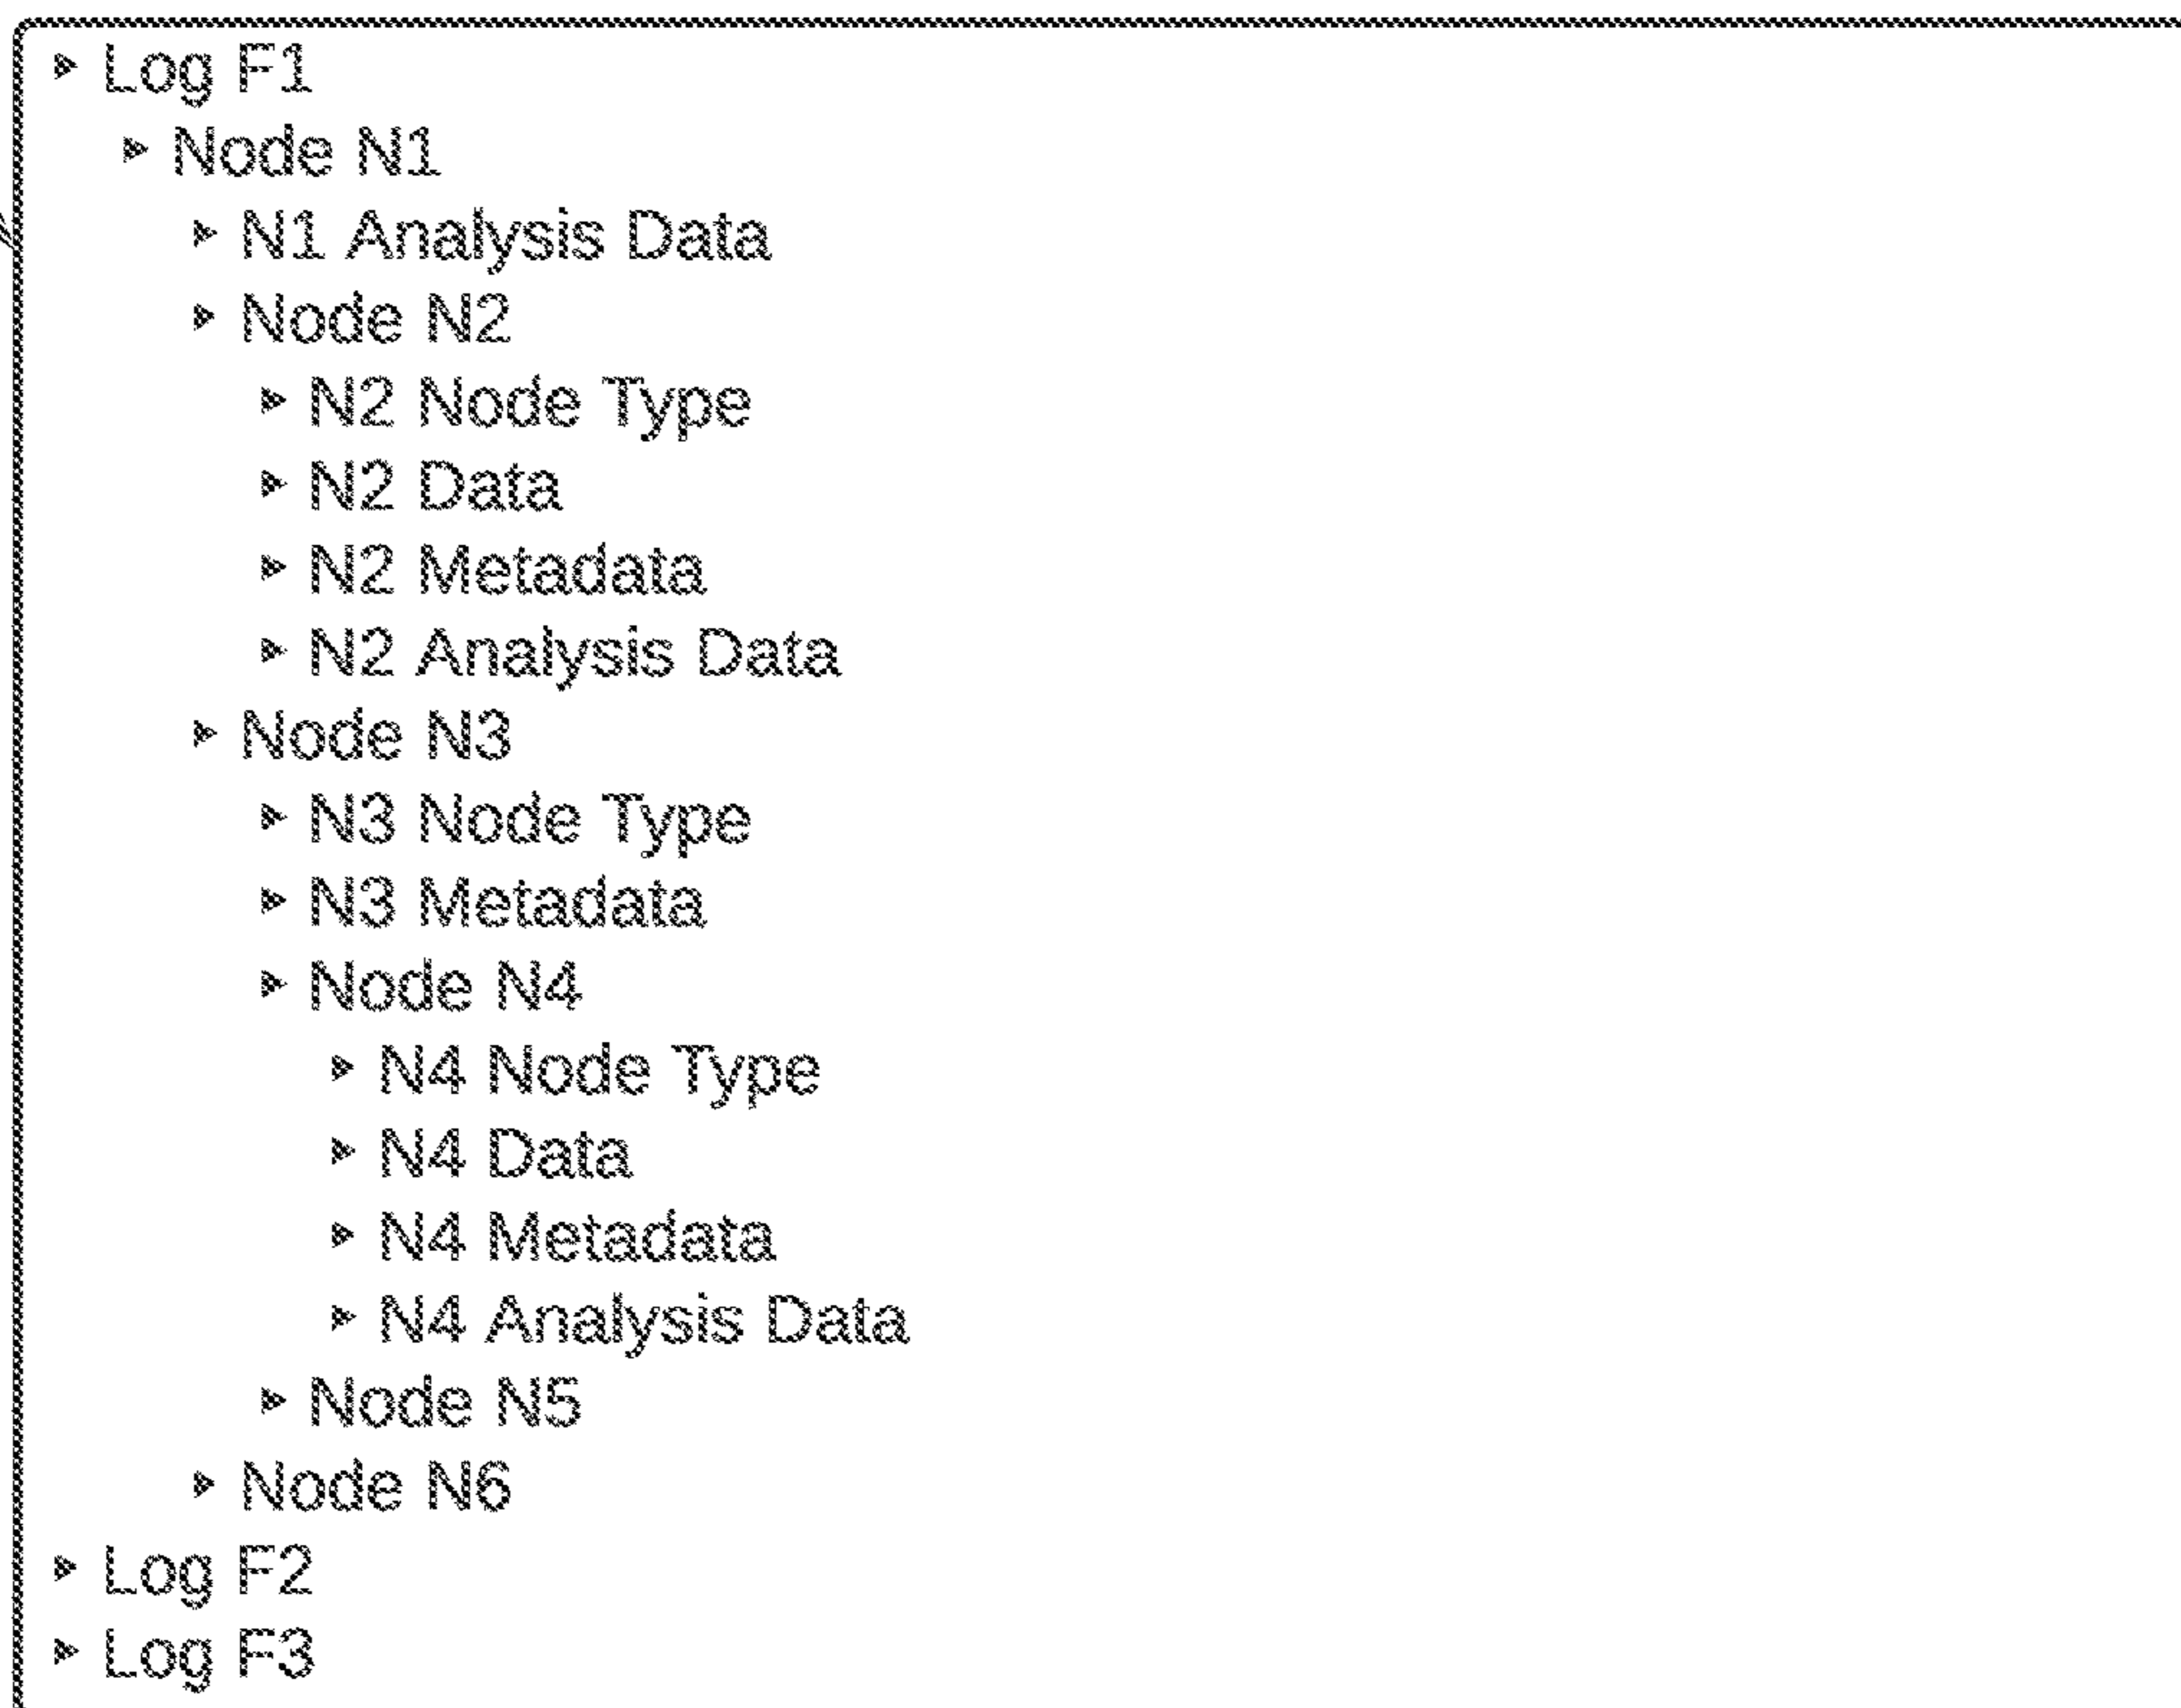 Log F1
Node N1
N1 Analysis Data
Node N2
N2 Node Type
N2 Data
N2 Metadata
N2 Analysis Data
Node N3
N3 Node Type
N3 Metadata
Node N4
N4 Node Type
N4 Data
N4 Metadata
N4 Analysis Data
Node N5
Node N6
Log F2
Log F3